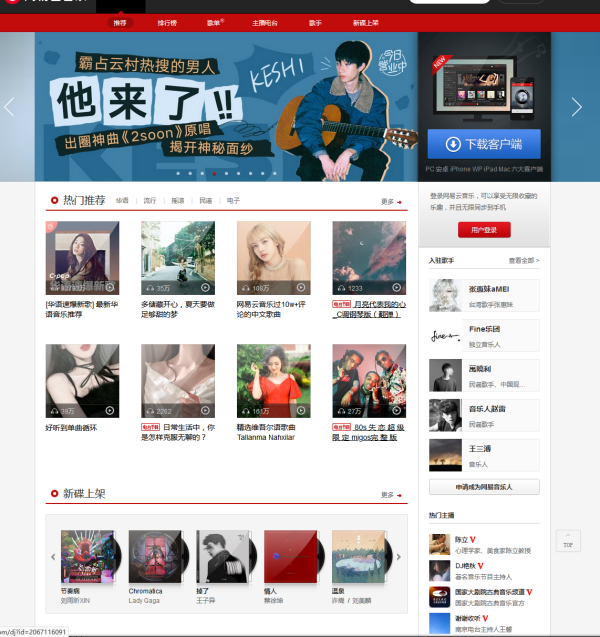 推荐 排行榜 歌单® 主播电台 歌手 新碟上架
霸占云村热搜的男人
他来了!!
出圈神曲《2soon》原唱
揭开神秘面纱
KESHI
今日
营业中
NEW
下载客户端
PC 安卓 iPhone WP iPad Mac 六大客户端
热门推荐 华语 | 流行 | 摇滚 | 民谣 | 电子
更多
登录网易云音乐,可以享受无限收藏的
乐趣,并且无限同步到手机
用户登录
C-POP
35万
108万
1233
[华语速爆新歌] 最新华
语音乐推荐
多储藏开心,夏天要做
足够甜的梦
网易云音乐过10w+评
论的中文歌曲
电台节目 月亮代表我的心
_C调钢琴版(翻弹)
39万
2262
161万
27万
好听到单曲循环
电台节目 日常生活中,你
是怎样克服无解的?
精选维吾尔语歌曲
Tallanma Nahxilar
电台节目 80s失恋超级
限定migos完整版
入驻歌手
查看全部 >
张惠妹aMEI
台湾歌手张惠妹
Fine乐团
独立音乐人
萬曉利
民谣歌手、中国现...
音乐人赵雷
民谣歌手
王三溥
音乐人
申请成为网易音乐人
新碟上架
更多
节奏病
刘雨昕XIN
Chromatica
Lady Gaga
掉了
王子异
情人
蔡徐坤
温泉
许嵩 / 刘美麟
热门主播
陈立
心理学家、美食家陈立教授
DJ艳秋
著名音乐节目主持人
国家大剧院古典音乐频道
国家大剧院古典音乐官方
谢谢收听
南京电台主持人王馨
TOP
om/dj?id=2067116091